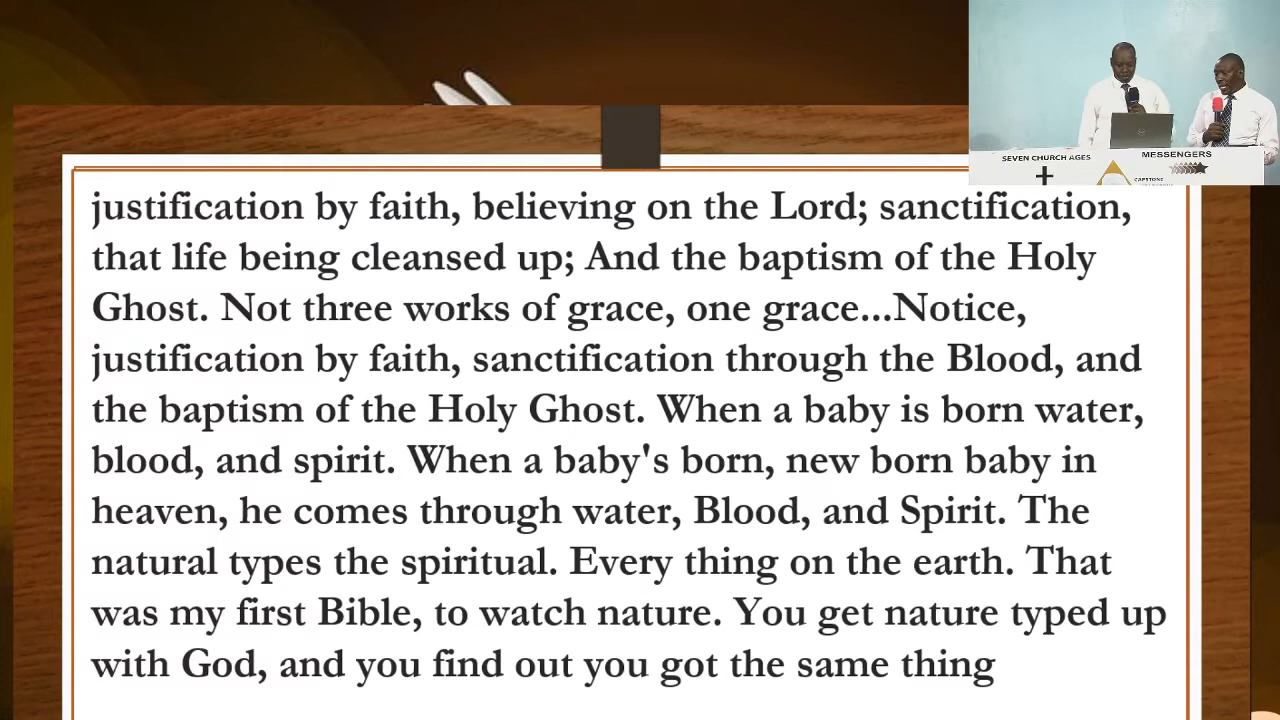 SEVEN CHURCH AGES
MESSENGERS
CAPSTONE
justification by faith, believing on the Lord; sanctification,
that life being cleansed up; And the baptism of the Holy
Ghost. Not three works of grace, one grace...Notice,
justification by faith, sanctification through the Blood, and
the baptism of the Holy Ghost. When a baby is born water,
blood, and spirit. When a baby's born, new born baby in
heaven, he comes through water, Blood, and Spirit. The
natural types the spiritual. Every thing on the earth. That
was my first Bible, to watch nature. You get nature typed up
with God, and you find out you got the same thing